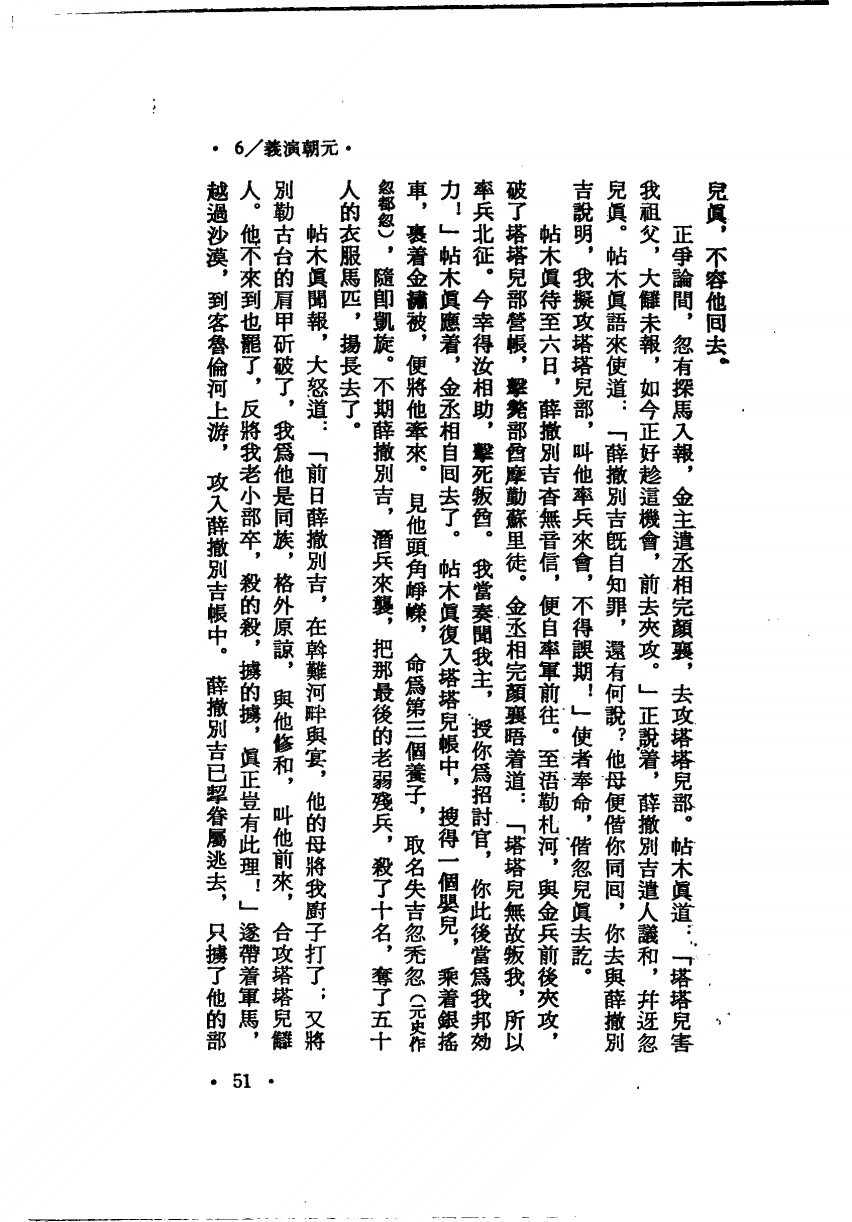 • 6/義演朝元 •
兒眞，不容他回去。
正爭論間，忽有探馬入報，金主遣丞相完顏襄，去攻塔塔兒部。帖木眞道：「塔塔兒害
我祖父，大讎未報，如今正好趁這機會，前去夾攻。」正說着，薛撤別吉遣人議和，幷迓忽
兒眞。帖木眞語來使道：「薛撤別吉旣自知罪，還有何說？他母便偕你同囘，你去與薛撤別
吉說明，我擬攻塔塔兒部，叫他率兵來會，不得誤期！」使者奉命，偕忽兒眞去訖。
帖木眞待至六日，薛撤別吉杳無音信，便自率軍前往。至浯勒札河，與金兵前後夾攻，
破了塔塔兒部營帳，擊斃部酋摩勤蘇里徒。金丞相完顏襄晤着道：「塔塔兒無故叛我，所以
率兵北征。今幸得汝相助，擊死叛酋。我當奏聞我主，授你爲招討官，你此後當爲我邦效
力！」帖木眞應着，金丞相自回去了。帖木眞復入塔塔兒帳中，搜得一個嬰兒，乘着銀搖
車，裹着金繡被，便將他牽來。見他頭角崢嶸，命爲第三個養子，取名失吉忽禿忽（元史作
忽都忽），隨卽凱旋。不期薛撤別吉，潛兵來襲，把那最後的老弱殘兵，殺了十名，奪了五十
人的衣服馬匹，揚長去了。
帖木眞聞報，大怒道：「前日薛撤別吉，在斡難河畔與宴，他的母將我廚子打了；又將
別勒古台的肩甲斫破了，我爲他是同族，格外原諒，與他修和，叫他前來，合攻塔塔兒讎
人。他不來到也罷了，反將我老小部卒，殺的殺，擄的擄，眞正豈有此理！」遂帶着軍馬，
越過沙漠，到客魯倫河上游，攻入薛撤別吉帳中。薛撤別吉已挈眷屬逃去，只擄了他的部
• 51 •